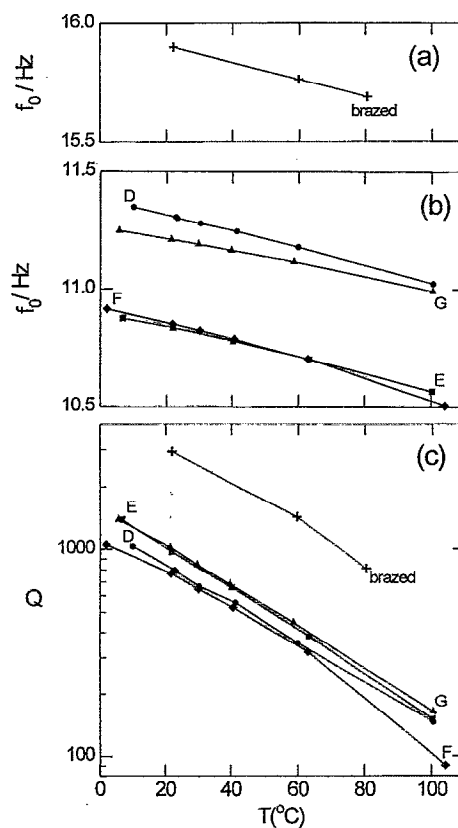 16.0
(a)
f₀/Hz
brazed
15.5
11.5
D
(b)
f₀/Hz
11.0
G
F
E
10.5
(c)
E
D
1000
brazed
Q
G
F
100
0 20 40 60 80 100
T(°C)